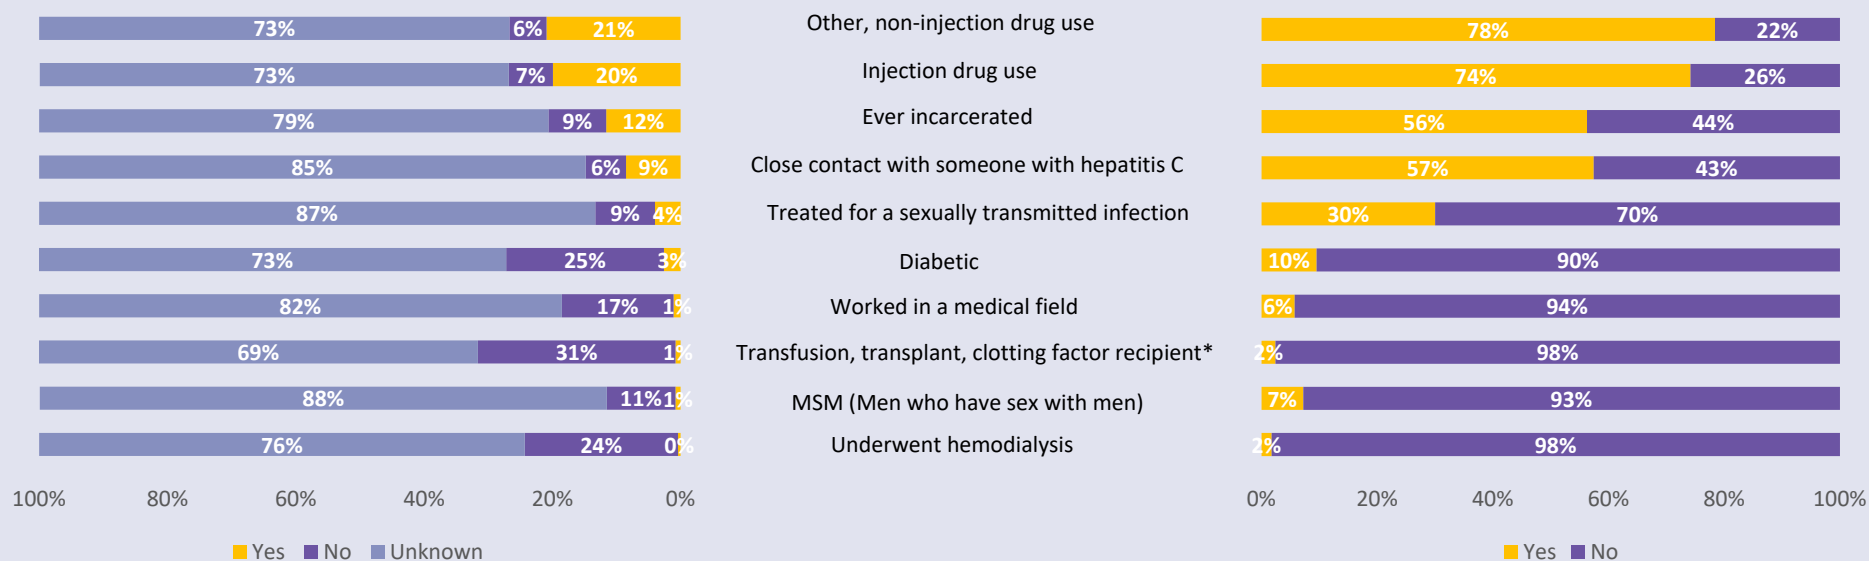 73% 6% 21% Other, non-injection drug use 78% 22%
73% 7% 20% Injection drug use 74% 26%
79% 9% 12% Ever incarcerated 56% 44%
85% 6% 9% Close contact with someone with hepatitis C 57% 43%
87% 9% 4% Treated for a sexually transmitted infection 30% 70%
73% 25% 3% Diabetic 10% 90%
82% 17% 1% Worked in a medical field 6% 94%
69% 31% 1% Transfusion, transplant, clotting factor recipient* 2% 98%
88% 11% 1% MSM (Men who have sex with men) 7% 93%
76% 24% 0% Underwent hemodialysis 2% 98%
100% 80% 60% 40% 20% 0% 0% 20% 40% 60% 80% 100%
Yes No Unknown Yes No